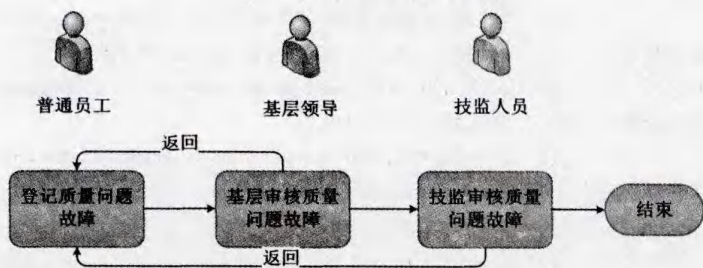 普通员工
基层领导
技监人员
返回
登记质量问题
故障
基层审核质量
问题故障
技监审核质量
问题故障
结束
返回